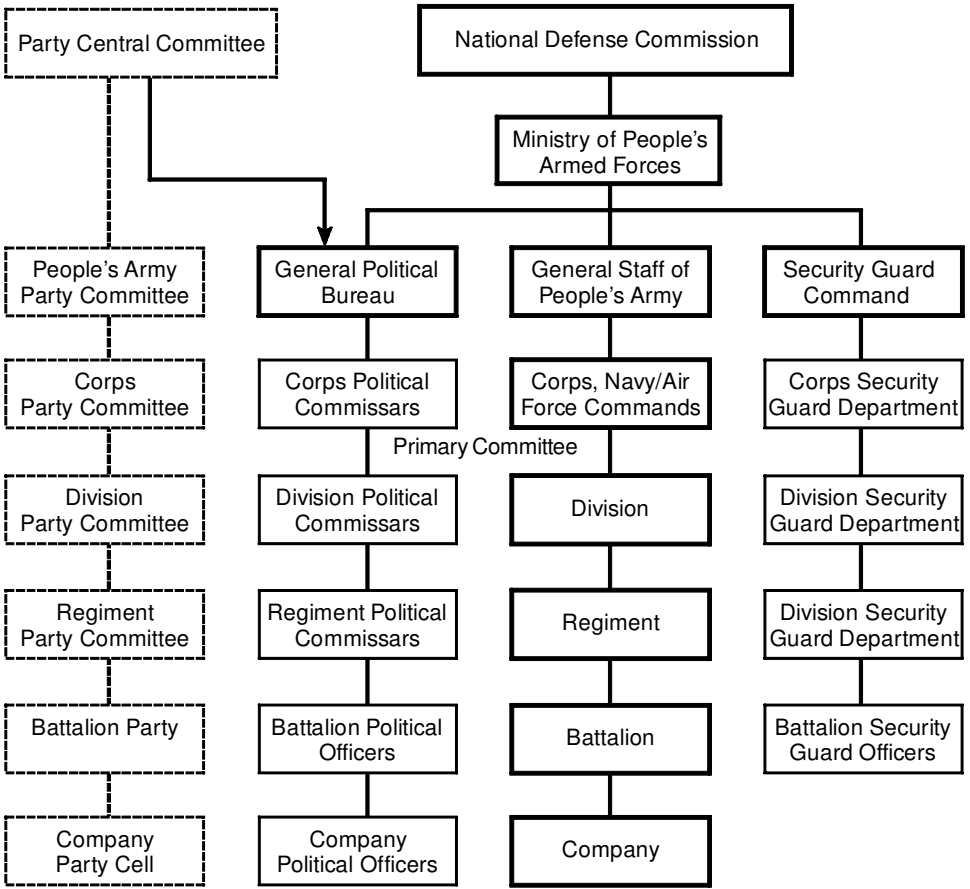 Party Central Committee
National Defense Commission
Ministry of People's
Armed Forces
People's Army
Party Committee
General Political
Bureau
General Staff of
People's Army
Security Guard
Command
Corps
Party Committee
Corps Political
Commissars
Corps, Navy/Air
Force Commands
Corps Security
Guard Department
Primary Committee
Division
Party Committee
Division Political
Commissars
Division
Division Security
Guard Department
Regiment
Party Committee
Regiment Political
Commissars
Regiment
Division Security
Guard Department
Battalion Party
Battalion Political
Officers
Battalion
Battalion Security
Guard Officers
Company
Party Cell
Company
Political Officers
Company